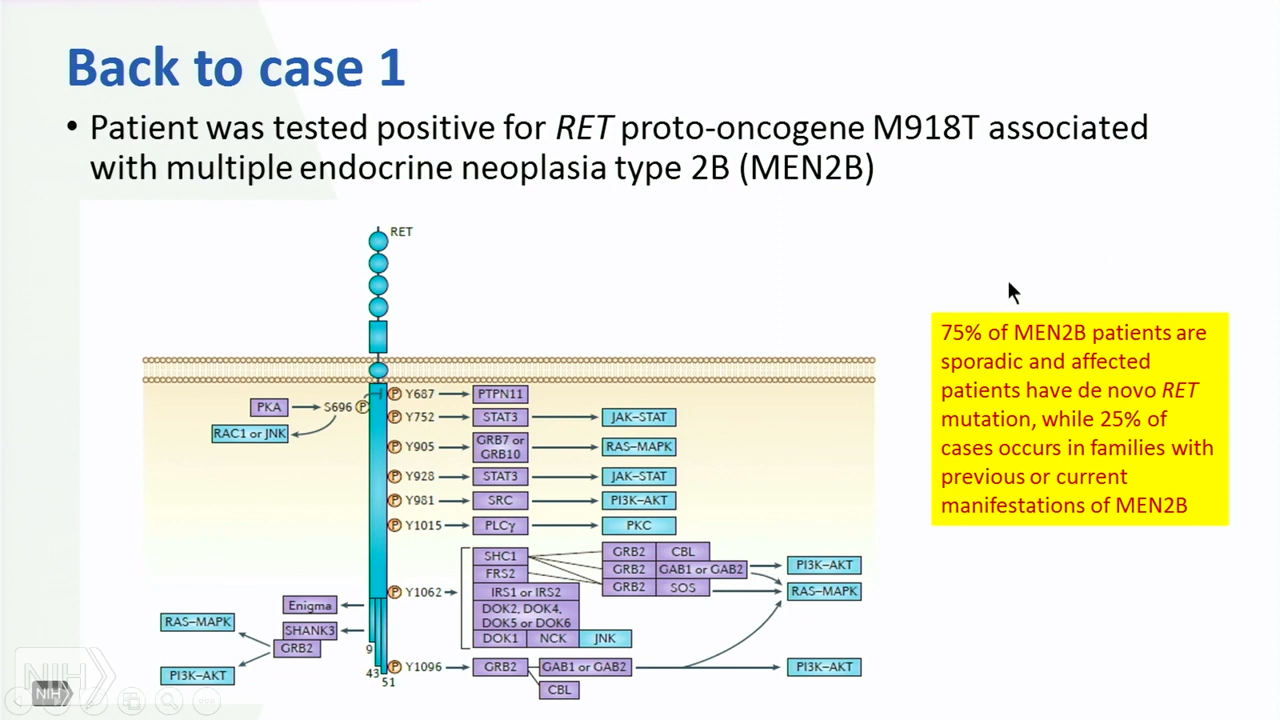 Back to case 1
• Patient was tested positive for RET proto-oncogene M918T associated
with multiple endocrine neoplasia type 2B (MEN2B)
RET
PKA
S696
P
RAC1 or JNK
P Y687
PTPN11
P Y752
STAT3
JAK–STAT
P Y905
GRB7 or
GRB10
RAS–MAPK
P Y928
STAT3
JAK–STAT
P Y981
SRC
PI3K–AKT
P Y1015
PLCγ
PKC
P Y1062
SHC1
FRS2
IRS1 or IRS2
DOK2, DOK4,
DOK5 or DOK6
DOK1 NCK JNK
GRB2 CBL
GRB2 GAB1 or GAB2
GRB2 SOS
PI3K–AKT
RAS–MAPK
Enigma
SHANK3
GRB2
RAS–MAPK
PI3K–AKT
9
43
51
P Y1096
GRB2
GAB1 or GAB2
CBL
PI3K–AKT
75% of MEN2B patients are
sporadic and affected
patients have de novo RET
mutation, while 25% of
cases occurs in families with
previous or current
manifestations of MEN2B
NIH
NIH